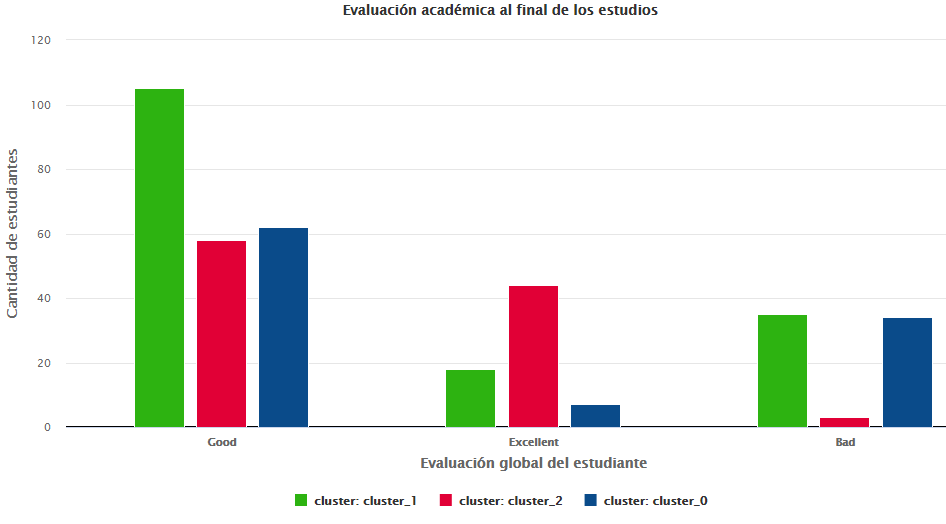 Evaluación académica al final de los estudios
120
100
80
60
40
20
0
Cantidad de estudiantes
Good Excellent Bad
Evaluación global del estudiante
cluster: cluster_1 cluster: cluster_2 cluster: cluster_0